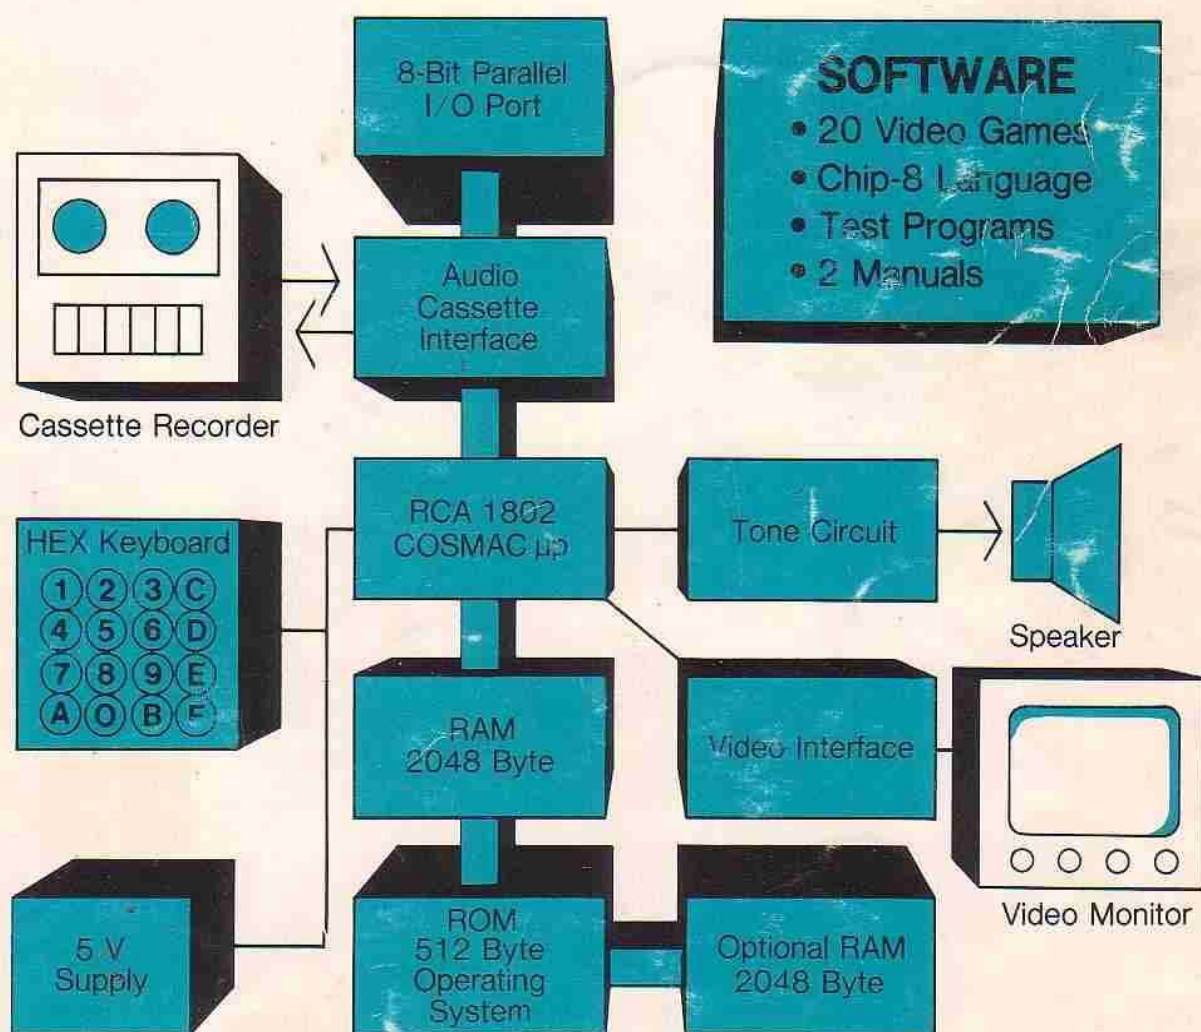 8-Bit Parallel
I/O Port
SOFTWARE
• 20 Video Games
• Chip-8 Language
• Test Programs
• 2 Manuals
Audio
Cassette
Interface
Cassette Recorder
HEX Keyboard
1 2 3 C
4 5 6 D
7 8 9 E
A 0 B F
RCA 1802
COSMAC μp
Tone Circuit
Speaker
RAM
2048 Byte
Video Interface
Video Monitor
5 V
Supply
ROM
512 Byte
Operating
System
Optional RAM
2048 Byte